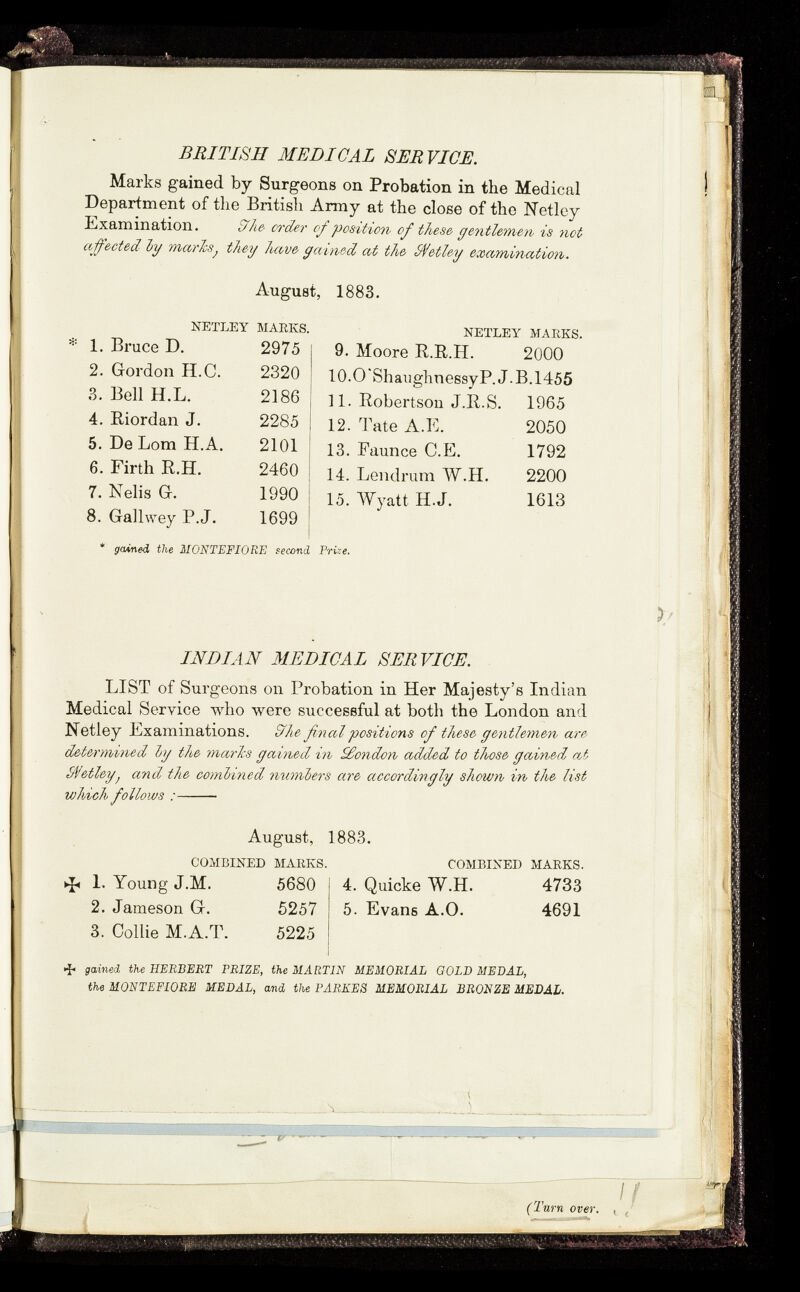 BRITISH MEDICAL SERVICE.
Marks gained by Surgeons on Probation in the Medical
Department of the British Army at the close of the Netley
Examination. The order of position of these gentlemen is not
affected by marks, they have gained at the Netley examination.
August, 1883.
NETLEY MARKS.
* 1. Bruce D. 2975
2. Gordon H.C. 2320
3. Bell H.L. 2186
4. Riordan J. 2285
5. De Lom H.A. 2101
6. Firth R.H. 2460
7. Nelis G. 1990
8. Gallwey P.J. 1699
NETLEY MARKS.
9. Moore R.R.H. 2000
10. O'Shaughnessy P.J.B. 1455
11. Robertson J.R.S. 1965
12. Tate A.E. 2050
13. Faunce C.E. 1792
14. Lendrum W.H. 2200
15. Wyatt H.J. 1613
* gained the MONTEFIORE second Prize.
INDIAN MEDICAL SERVICE.
LIST of Surgeons on Probation in Her Majesty's Indian
Medical Service who were successful at both the London and
Netley Examinations. The final positions of these gentlemen are
determined by the marks gained in London added to those gained at
Netley, and the combined numbers are accordingly shown in the list
which follows :——
August, 1883.
COMBINED MARKS.
✠ 1. Young J.M. 5680
2. Jameson G. 5257
3. Collie M.A.T. 5225
COMBINED MARKS.
4. Quicke W.H. 4733
5. Evans A.O. 4691
✠ gained the HERBERT PRIZE, the MARTIN MEMORIAL GOLD MEDAL,
the MONTEFIORE MEDAL, and the PARKES MEMORIAL BRONZE MEDAL.
(Turn over.